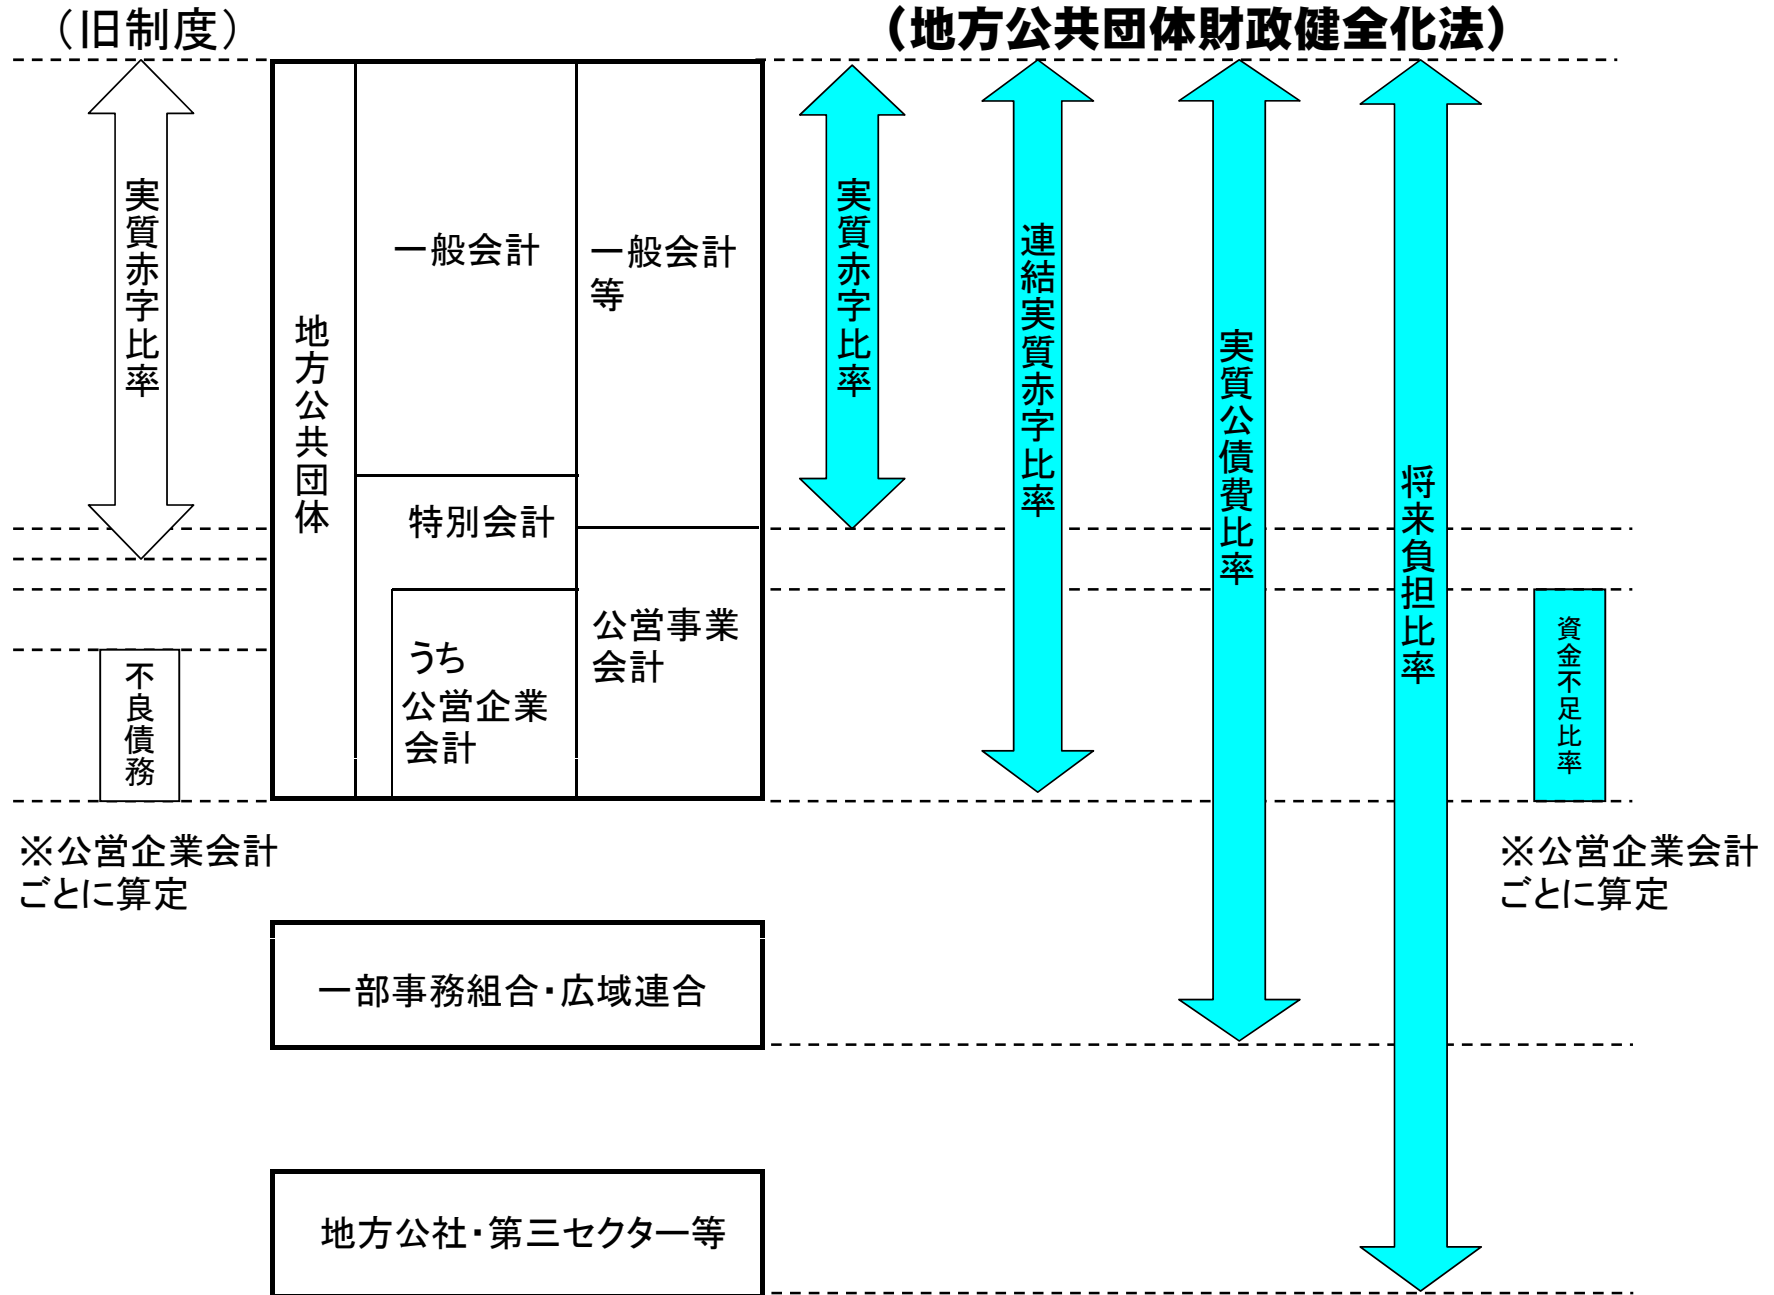 （旧制度）
（地方公共団体財政健全化法）
実質赤字比率
不良債務
※公営企業会計
ごとに算定
地方公共団体
一般会計
特別会計
うち
公営企業
会計
一般会計
等
公営事業
会計
実質赤字比率
連結実質赤字比率
実質公債費比率
将来負担比率
資金不足比率
※公営企業会計
ごとに算定
一部事務組合・広域連合
地方公社・第三セクター等